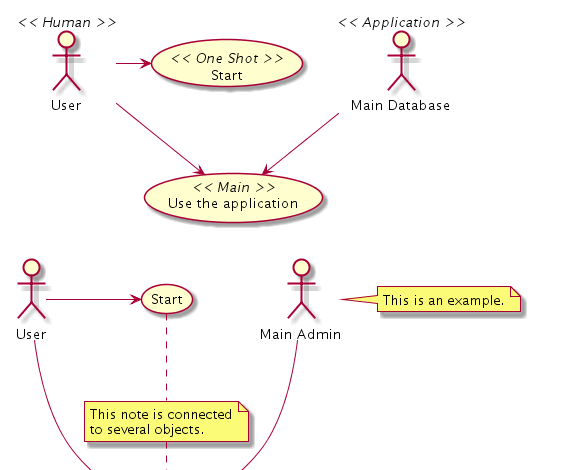 << Human >>
<< Application >>
<< One Shot >>
Start
User
Main Database
<< Main >>
Use the application
Start
This is an example.
User
Main Admin
This note is connected
to several objects.